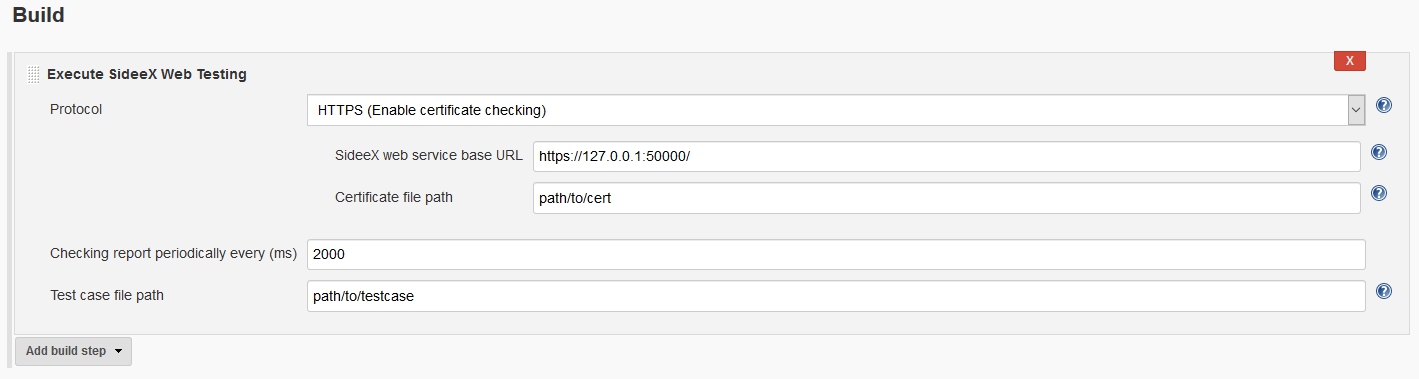 Build
Execute SideeX Web Testing
X
Protocol
HTTPS (Enable certificate checking)
?
SideeX web service base URL
https://127.0.0.1:50000/
?
Certificate file path
path/to/cert
?
Checking report periodically every (ms)
2000
Test case file path
path/to/testcase
?
Add build step